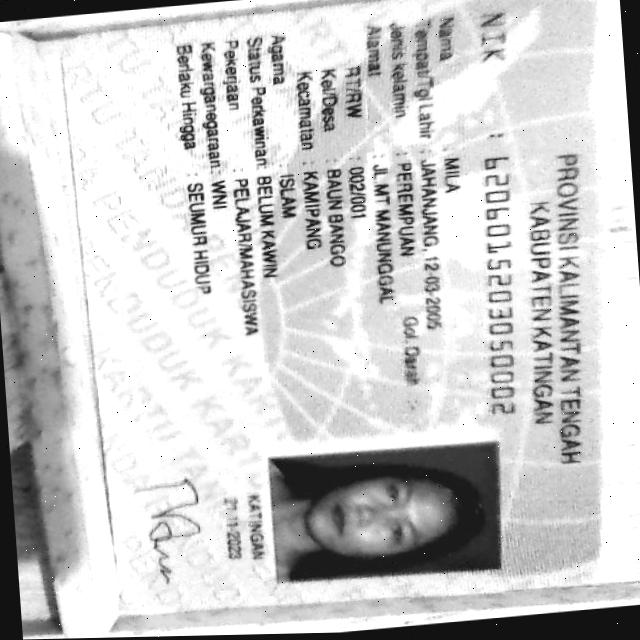 PROVINSI KALIMANTAN TENGAH
KABUPATEN KATINGAN
NIK : 6206015203050002
Nama : MILA
Tempat/Tgl Lahir : JAHANJANG, 12-03-2005
Jenis Kelamin : PEREMPUAN Gol. Darah : -
Alamat : JL. MT MANUNGGAL
RT/RW : 002/001
Kel/Desa : BAUN BANGO
Kecamatan : KAMIPANG
Agama : ISLAM
Status Perkawinan : BELUM KAWIN
Pekerjaan : PELAJAR/MAHASISWA
Kewarganegaraan : WNI
Berlaku Hingga : SEUMUR HIDUP
KATINGAN
21-11-2023